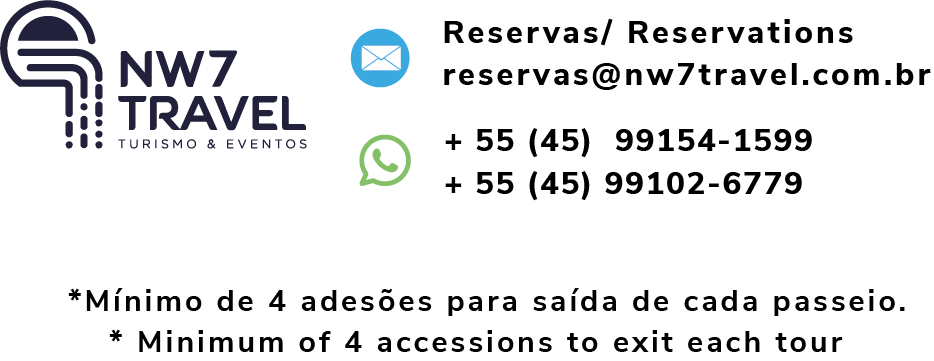 NW7
TRAVEL
TURISMO & EVENTOS
Reservas/ Reservations
reservas@nw7travel.com.br
+ 55 (45) 99154-1599
+ 55 (45) 99102-6779
*Mínimo de 4 adesões para saída de cada passeio.
* Minimum of 4 accessions to exit each tour